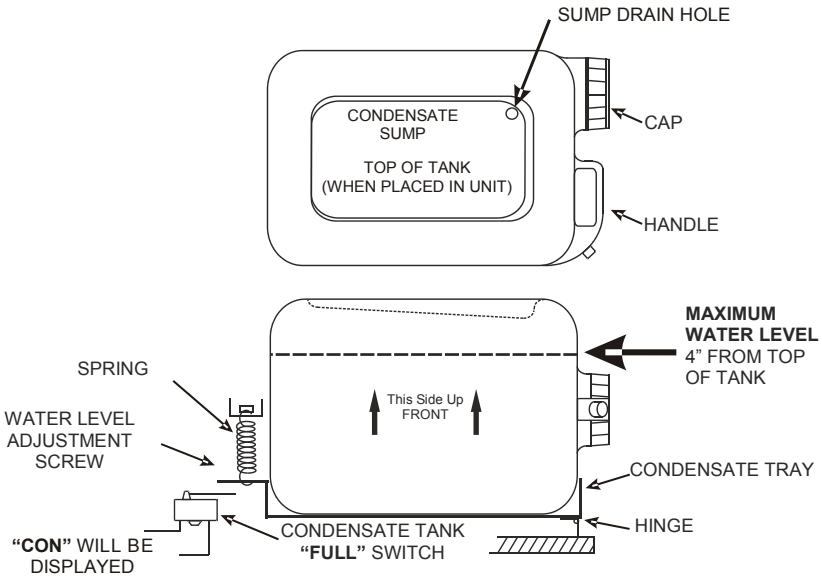 SUMP DRAIN HOLE
CONDENSATE
SUMP
TOP OF TANK
(WHEN PLACED IN UNIT)
CAP
HANDLE
MAXIMUM
WATER LEVEL
4” FROM TOP
OF TANK
SPRING
This Side Up
FRONT
WATER LEVEL
ADJUSTMENT
SCREW
CONDENSATE TRAY
HINGE
CONDENSATE TANK
“FULL” SWITCH
“CON” WILL BE
DISPLAYED